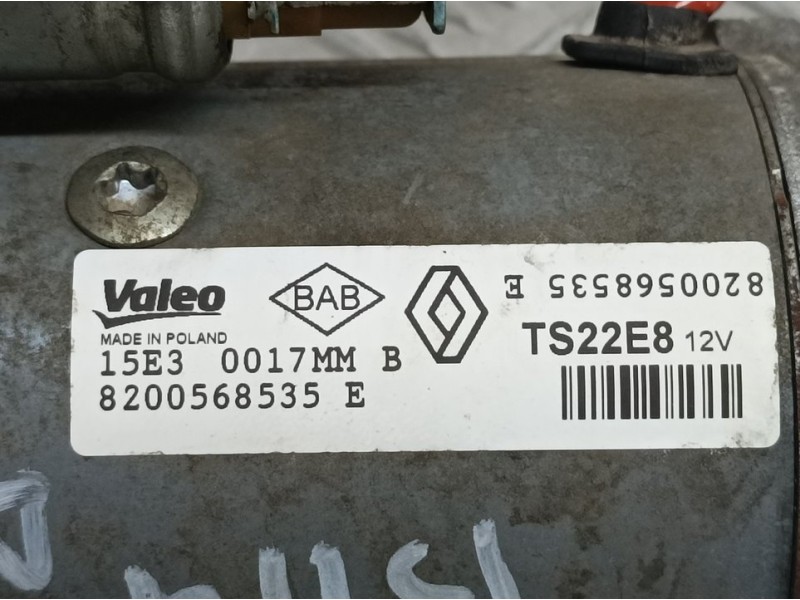 Valeo
MADE IN POLAND
15E3 0017MM B
8200568535 E
BAB
8200568535 E
TS22E8 12V